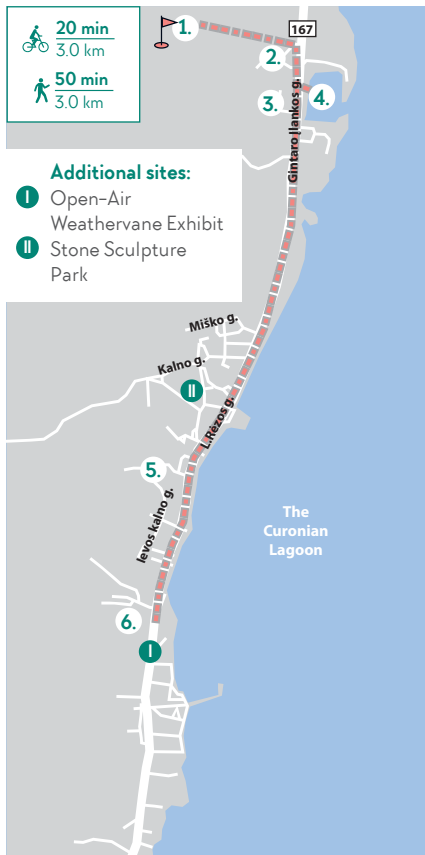 20 min
3.0 km
50 min
3.0 km
1.
167
2.
3.
4.
Gintaro Įlankos g.
Additional sites:
I Open–Air
Weathervane Exhibit
II Stone Sculpture
Park
Miško g.
Kalno g.
II
L.Rėzos g.
5.
Ievos kalno g.
The
Curonian
Lagoon
6.
I